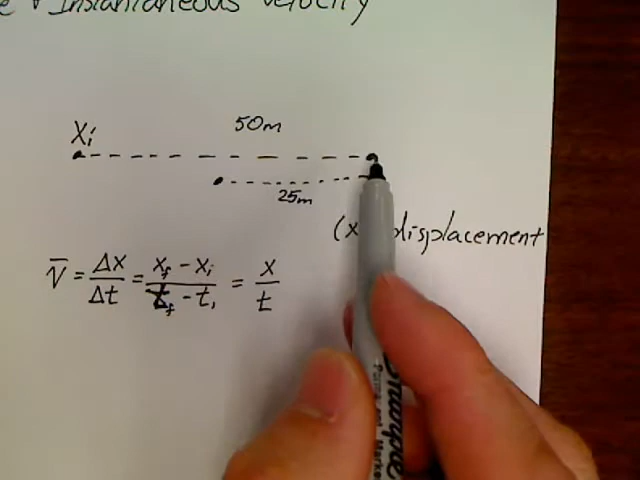 & Instantaneous Velocity
50m
Xi
25m
(x displacement
V̄ = Δx/Δt = xf - xi / tf - ti = x/t
Sharpie